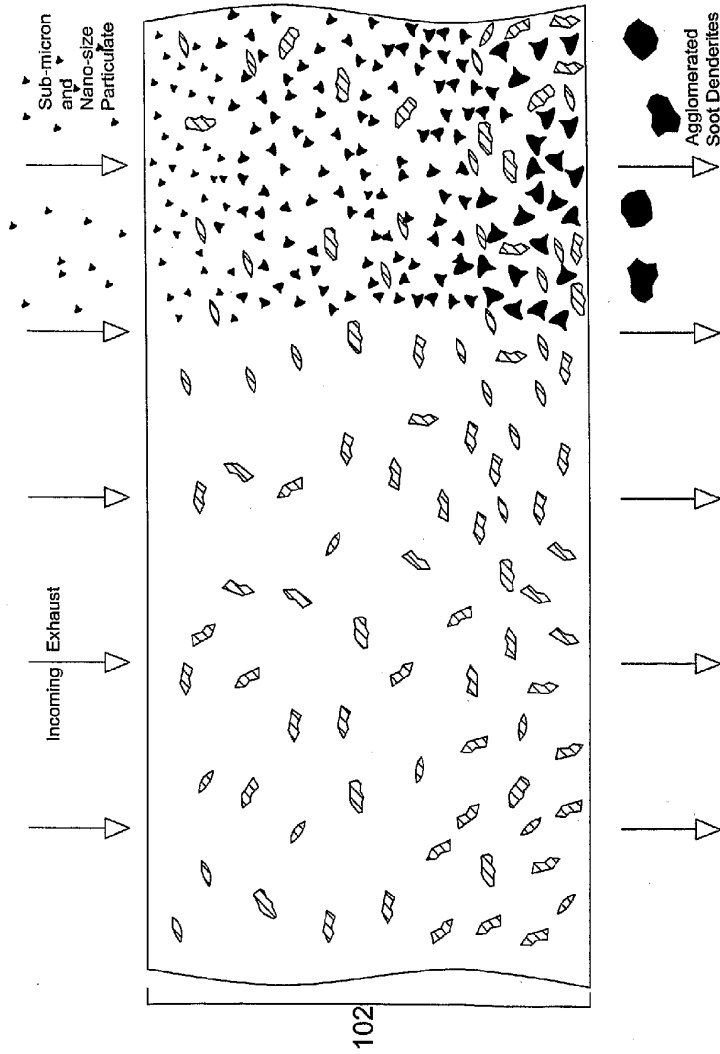 Incoming Exhaust
Sub-micron
and
Nano-size
Particulate
102
Agglomerated
Soot Denderites